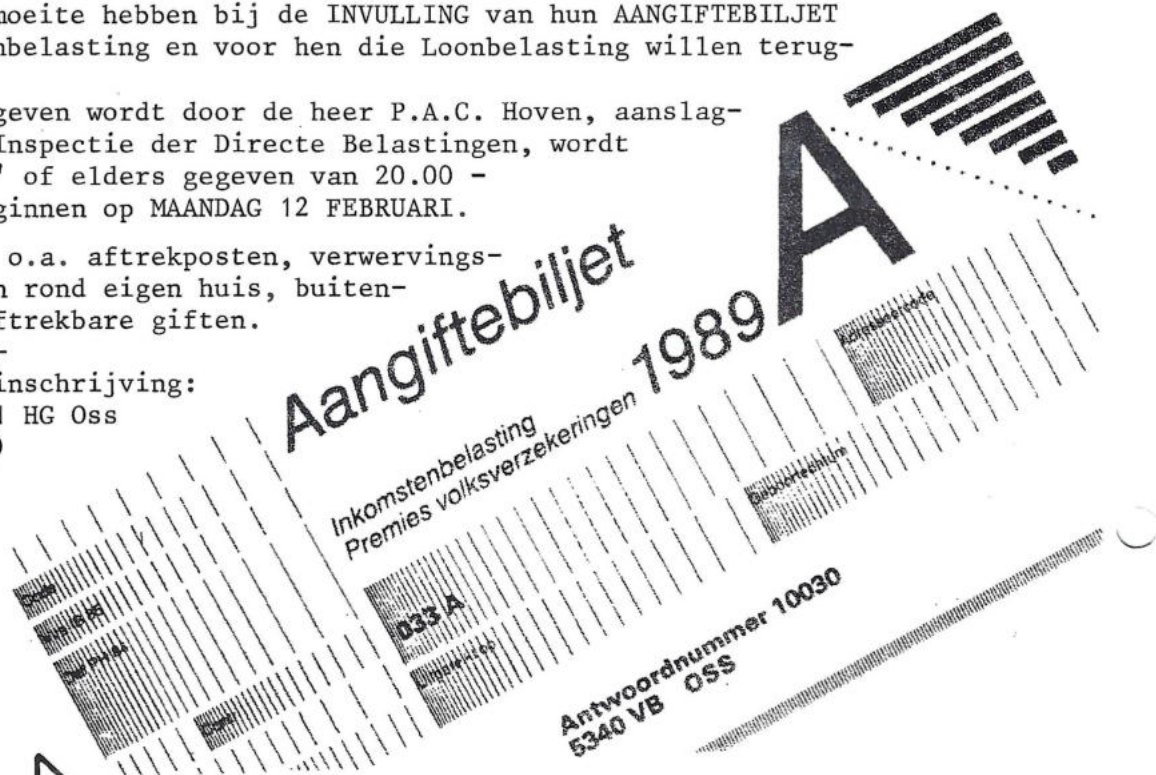 moeite hebben bij de INVULLING van hun AANGIFTEBILJET
nbelasting en voor hen die Loonbelasting willen terug-
geven wordt door de heer P.A.C. Hoven, aanslag-
Inspectie der Directe Belastingen, wordt
of elders gegeven van 20.00 -
ginnen op MAANDAG 12 FEBRUARI.
o.a. aftrekposten, verwervings-
n rond eigen huis, buiten-
ftrekbare giften.
inschrijving:
HG Oss
A
Aangiftebiljet
1989
Inkomstenbelasting
Premies volksverzekeringen
Geboortedatum
033 A
Antwoordnummer 10030
5340 VB OSS